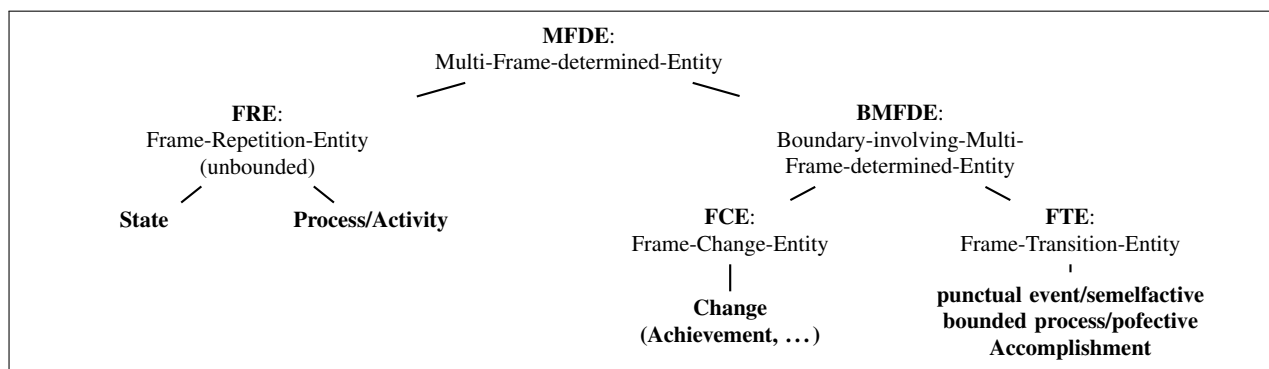 MFDE:
Multi-Frame-determined-Entity
FRE:
Frame-Repetition-Entity
(unbounded)
BMFDE:
Boundary-involving-Multi-
Frame-determined-Entity
State
Process/Activity
FCE:
Frame-Change-Entity
FTE:
Frame-Transition-Entity
Change
(Achievement, ...)
punctual event/semelfactive
bounded process/pofective
Accomplishment